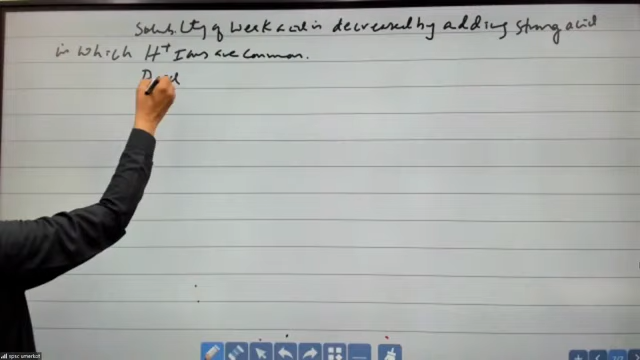 Solubility of weak acid is decreased by adding strong acid
in which H⁺ Ions are common.